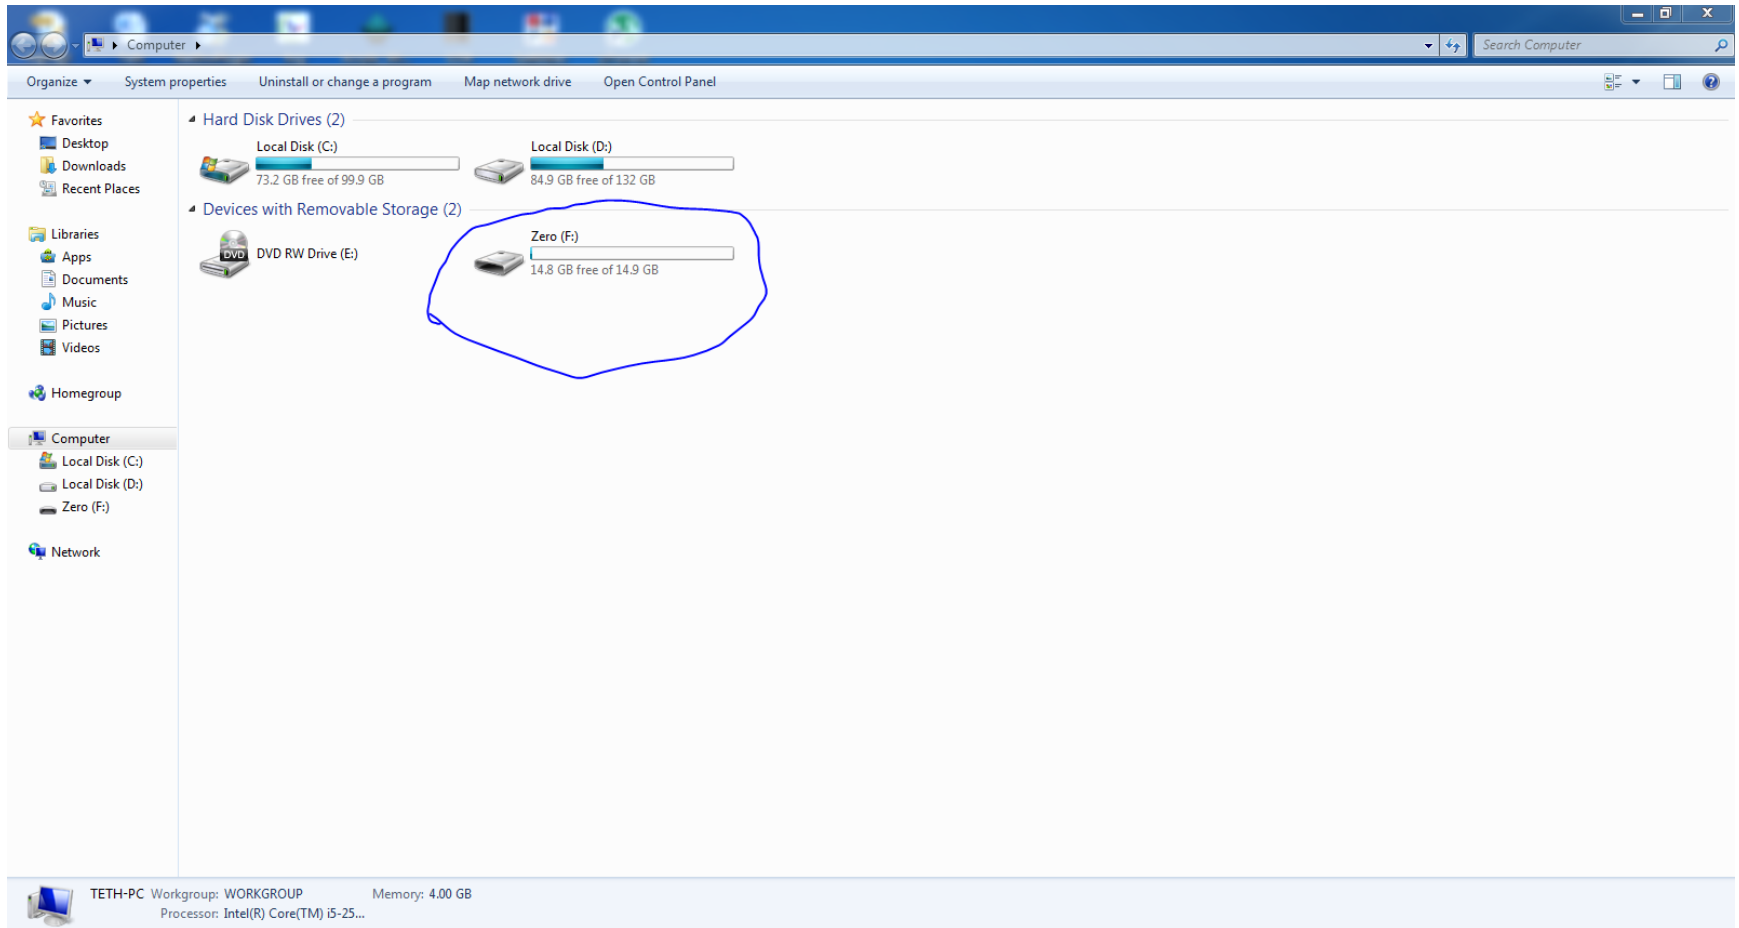 Computer
Search Computer
Organize
System properties
Uninstall or change a program
Map network drive
Open Control Panel
Favorites
Desktop
Downloads
Recent Places
Libraries
Apps
Documents
Music
Pictures
Videos
Homegroup
Computer
Local Disk (C:)
Local Disk (D:)
Zero (F:)
Network
Hard Disk Drives (2)
Local Disk (C:)
73.2 GB free of 99.9 GB
Local Disk (D:)
84.9 GB free of 132 GB
Devices with Removable Storage (2)
DVD
DVD RW Drive (E:)
Zero (F:)
14.8 GB free of 14.9 GB
TETH-PC Workgroup: WORKGROUP Memory: 4.00 GB
Processor: Intel(R) Core(TM) i5-25...